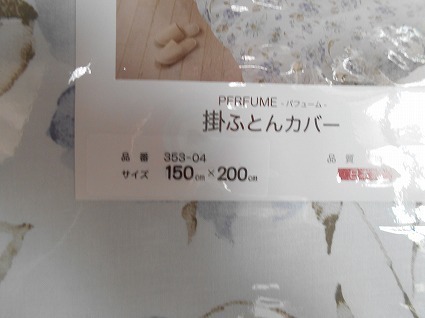 PERFUME - パフューム -
掛ふとんカバー
品番 353-04 品質
サイズ 150cm×200cm